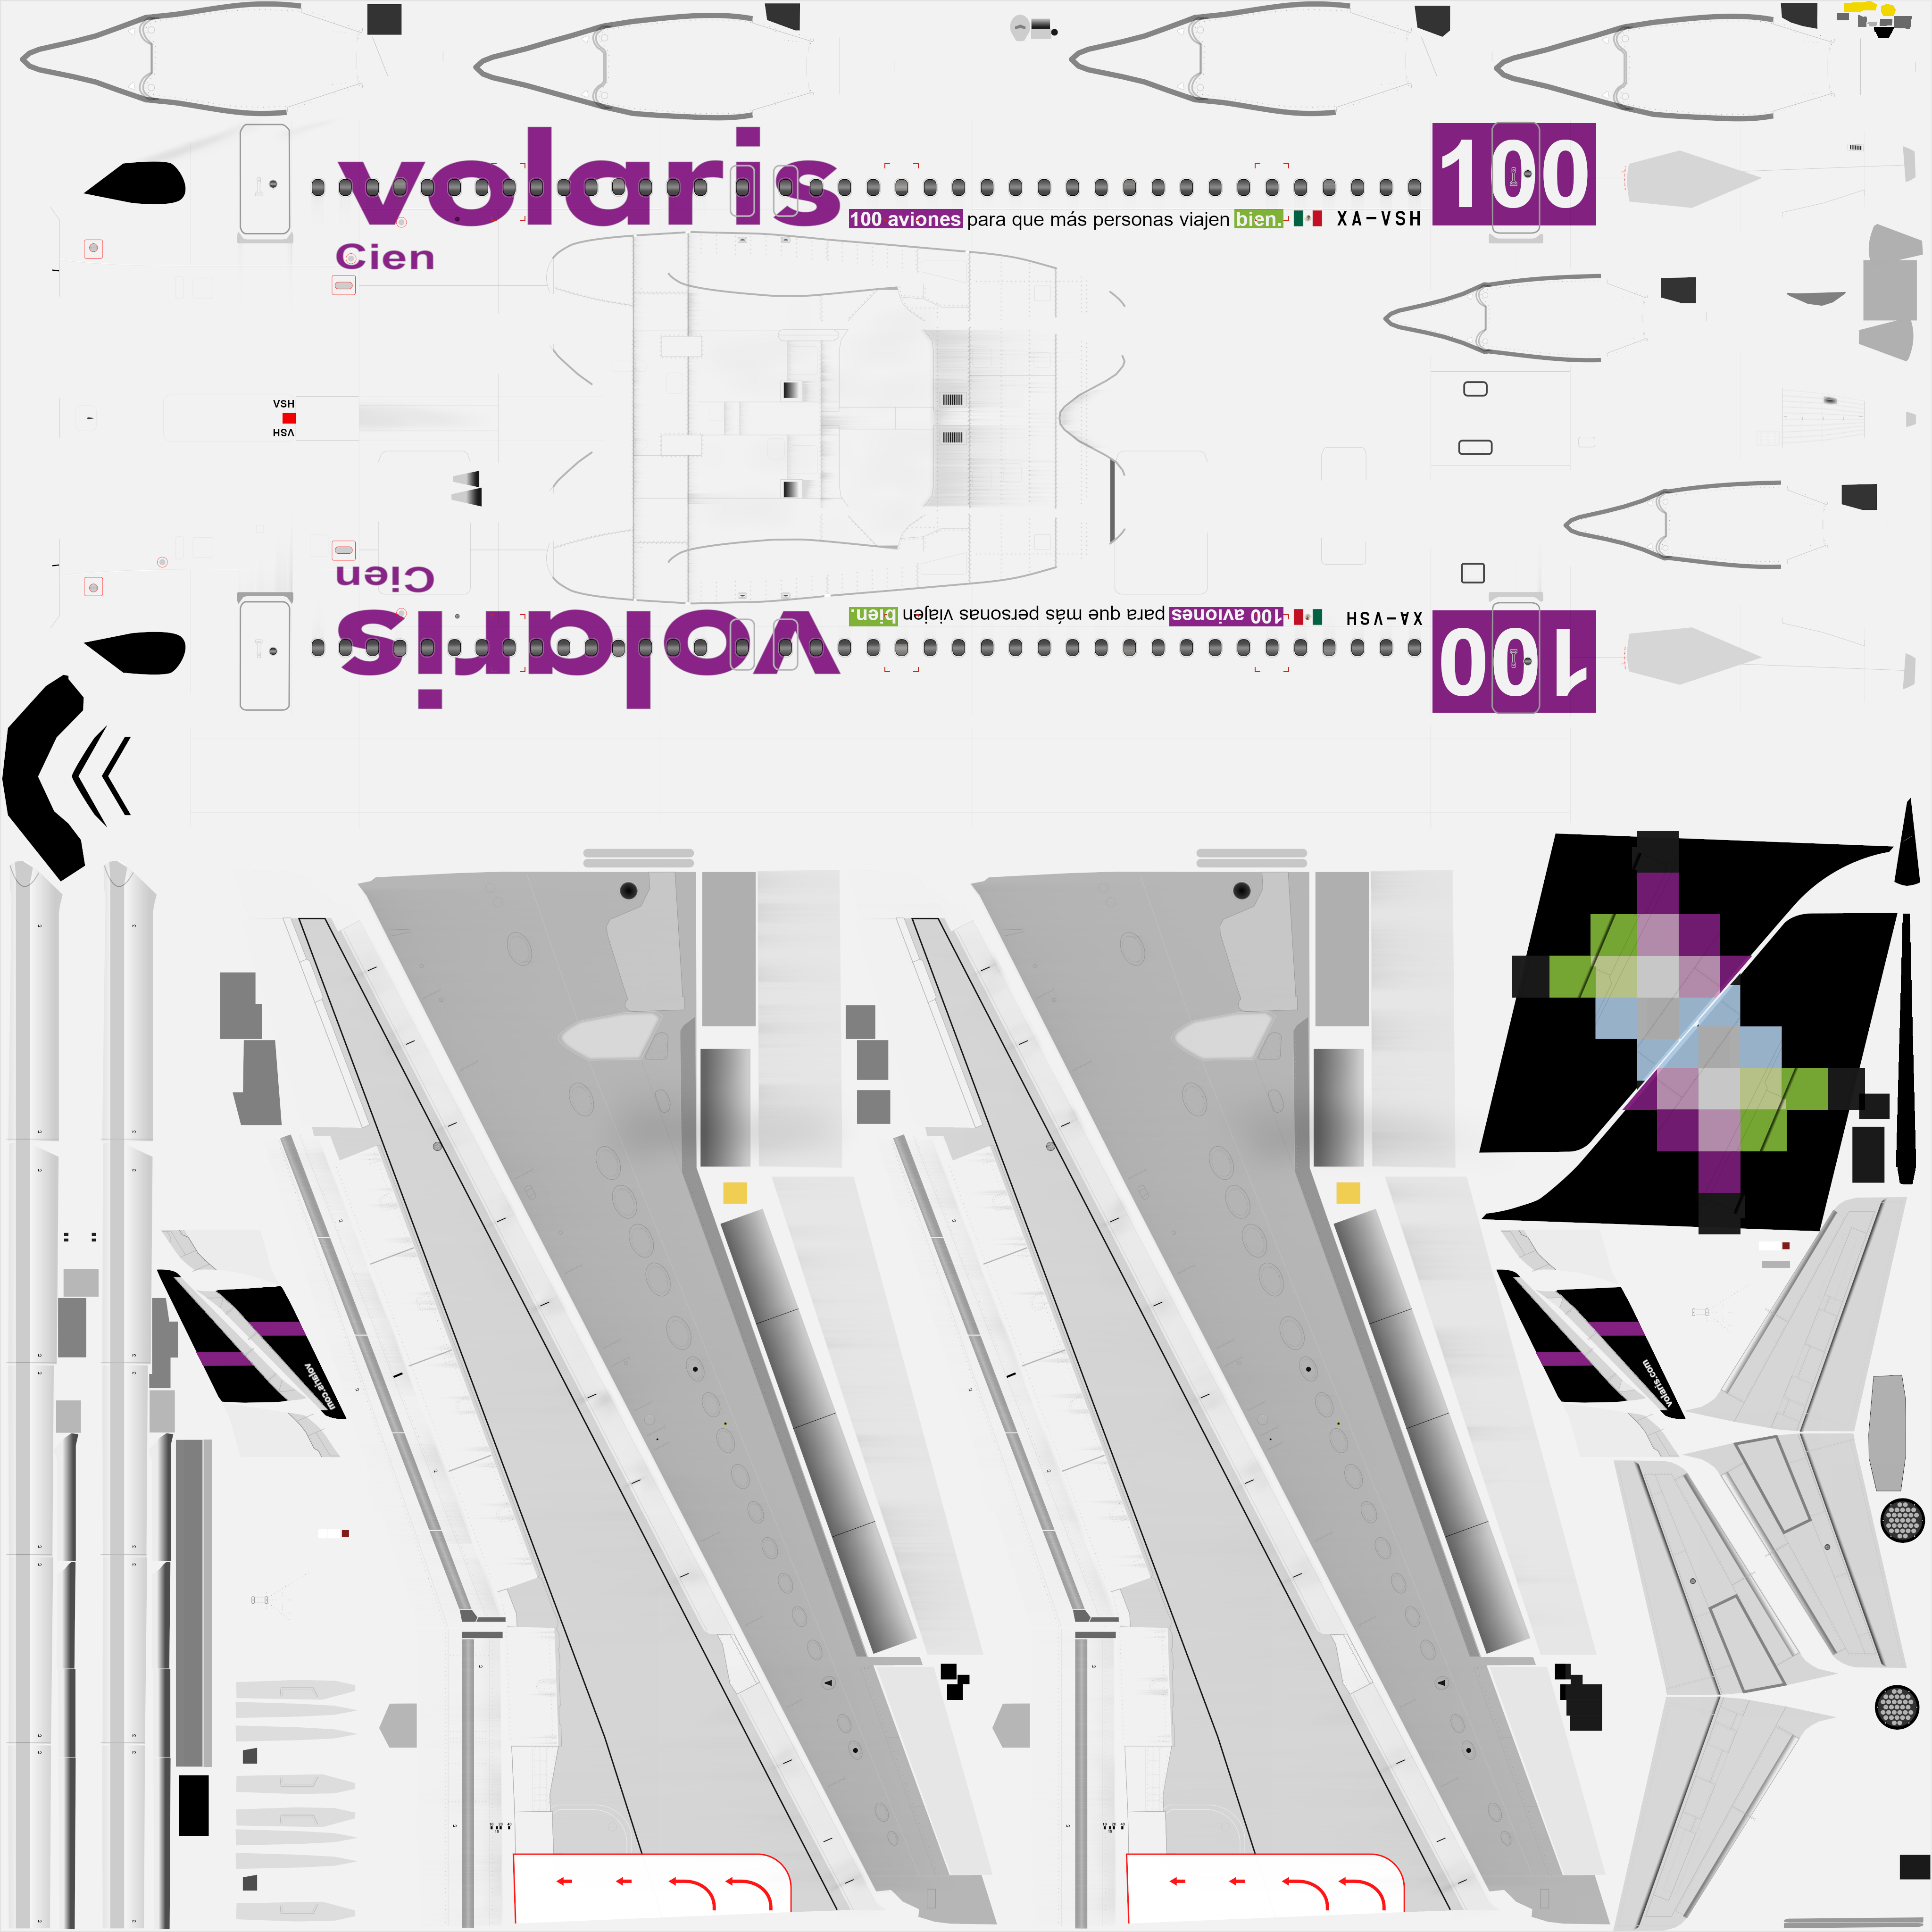 volaris
100
100 aviones para que más personas viajen bien.
XA-VSH
Cien
VSH
VSH
Cien
100 aviones para que más personas viajen bien.
XA-VSH
volaris
100
volaris.com
volaris.com